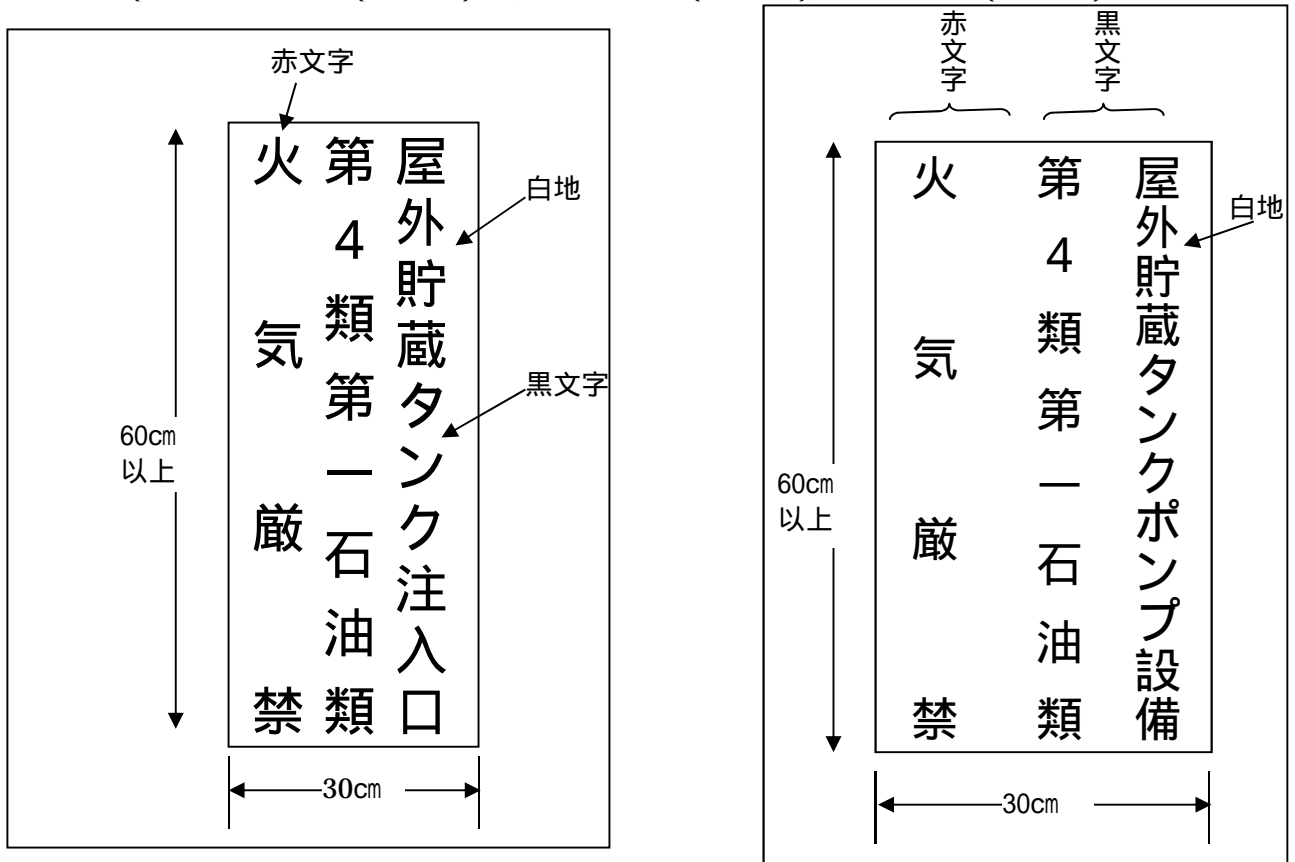 赤文字
屋外貯蔵タンク注入口
第４類第一石油類
火気厳禁
白地
黒文字
60㎝
以上
30㎝
赤文字
黒文字
屋外貯蔵タンクポンプ設備
第４類第一石油類
火気厳禁
白地
60㎝
以上
30㎝